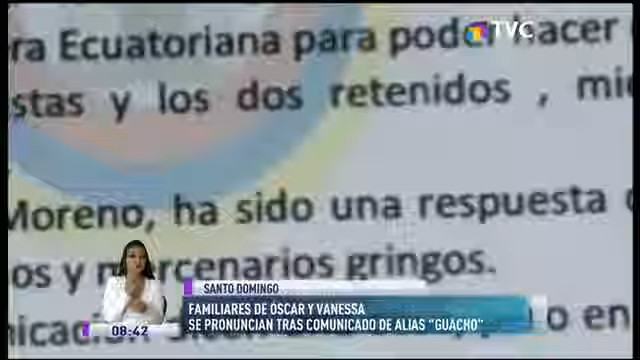 TVC
ra Ecuatoriana para poder hacer
stas y los dos retenidos ,
Moreno, ha sido una respuesta
os y mercenarios gringos.
SANTO DOMINGO
FAMILIARES DE ÓSCAR Y VANESSA
SE PRONUNCIAN TRAS COMUNICADO DE ALIAS "GUACHO"
o en
08:42